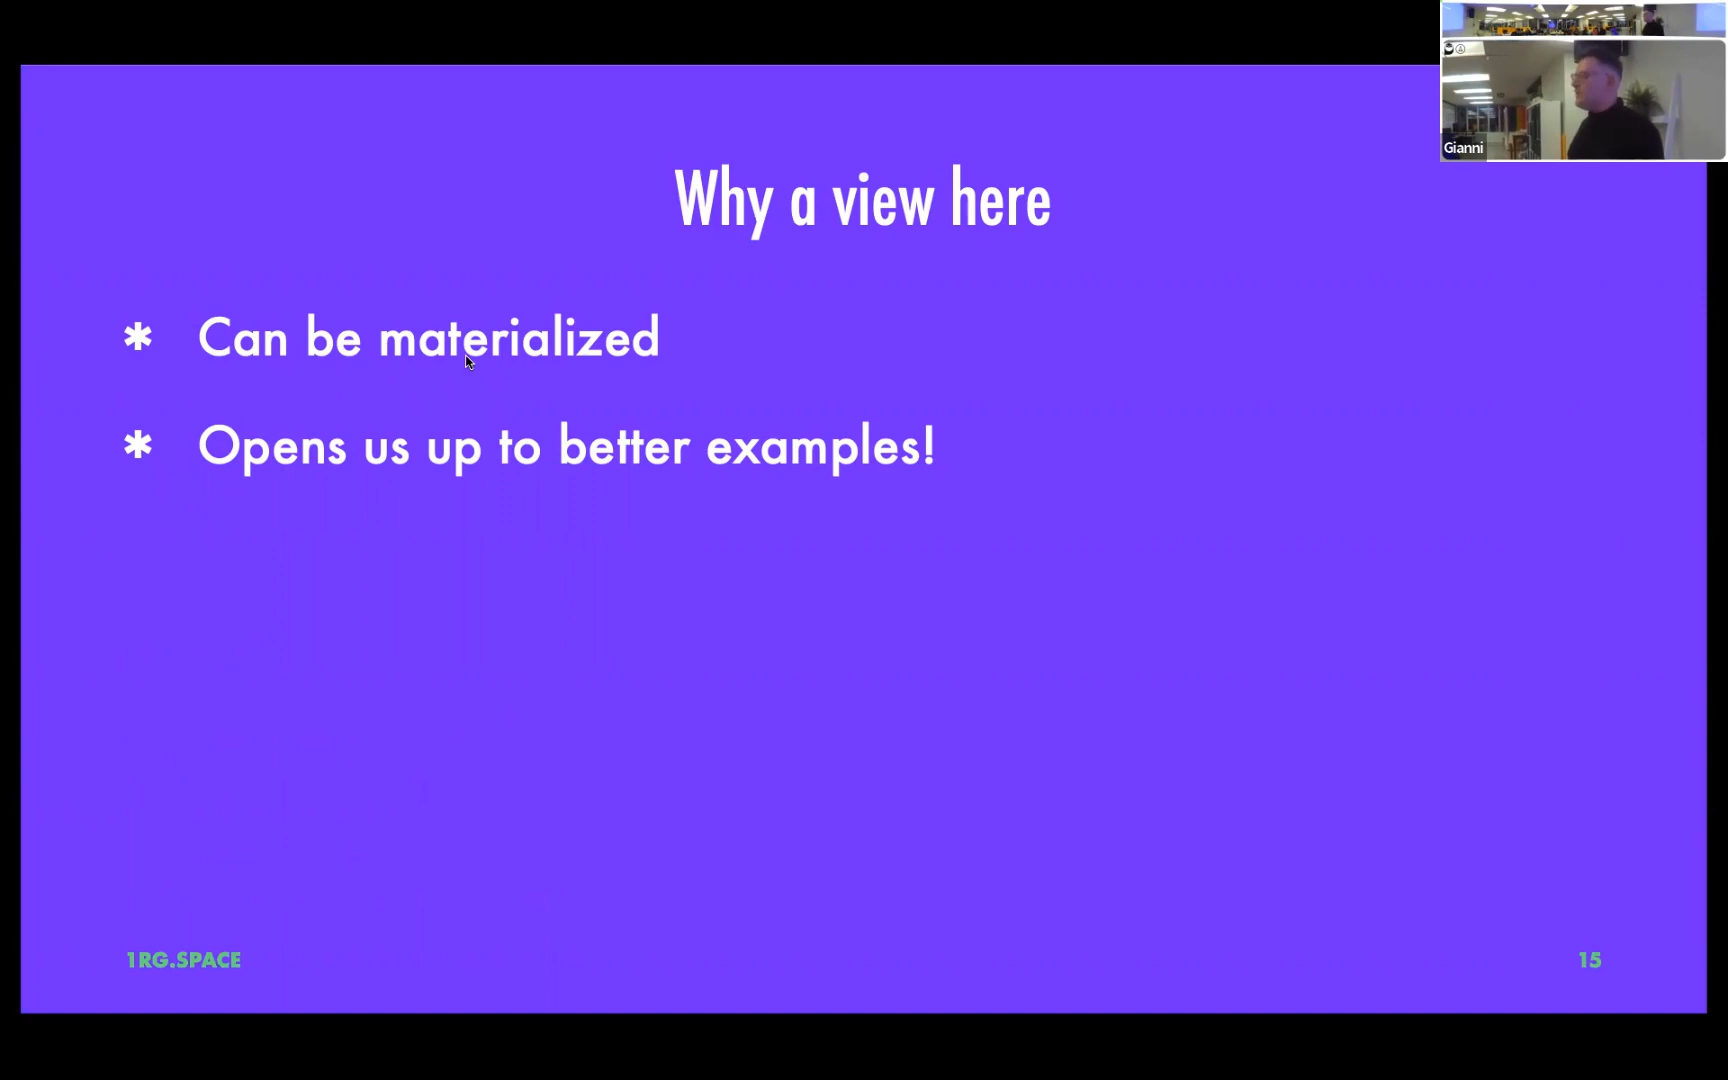 Why a view here
* Can be materialized
* Opens us up to better examples!
1RG.SPACE
15
Gianni